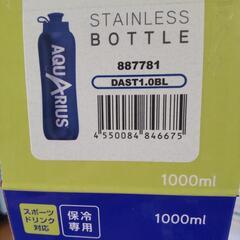 STAINLESS
BOTTLE
AQUARIUS
887781
DAST1.0BL
4 550084 846675
1000ml
スポーツ
ドリンク
対応
保冷
専用
1000ml